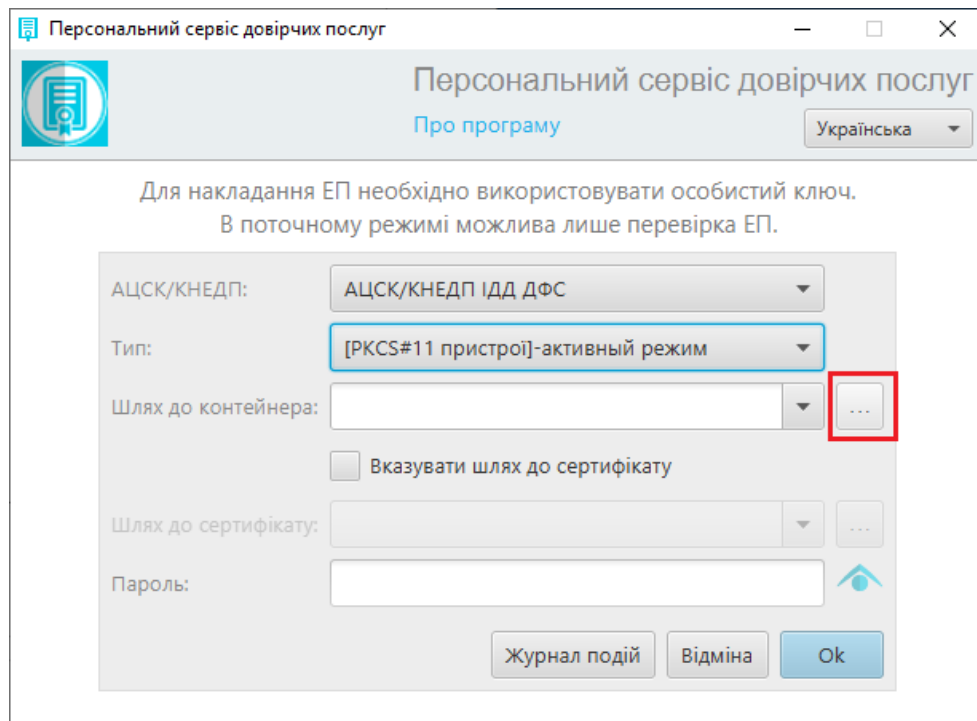 Персональний сервіс довірчих послуг
Персональний сервіс довірчих послуг
Про програму
Українська
Для накладання ЕП необхідно використовувати особистий ключ.
В поточному режимі можлива лише перевірка ЕП.
АЦСК/КНЕДП:
АЦСК/КНЕДП ІДД ДФС
Тип:
[PKCS#11 пристрої]-активный режим
Шлях до контейнера:
...
Вказувати шлях до сертифікату
Шлях до сертифікату:
...
Пароль:
Журнал подій
Відміна
Ok